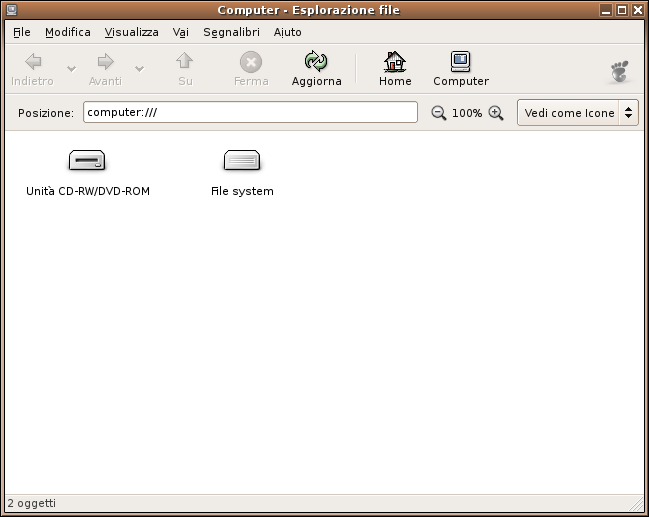 Computer - Esplorazione file
File Modifica Visualizza Vai Segnalibri Aiuto
Indietro Avanti Su Ferma Aggiorna Home Computer
Posizione: computer:/// 100% Vedi come Icone
Unità CD-RW/DVD-ROM File system
2 oggetti